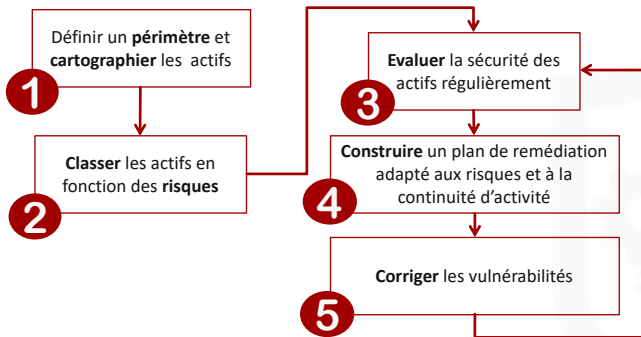 Définir un périmètre et
cartographier les actifs
1
Classer les actifs en
fonction des risques
2
Evaluer la sécurité des
actifs régulièrement
3
Construire un plan de remédiation
adapté aux risques et à la
continuité d'activité
4
Corriger les vulnérabilités
5